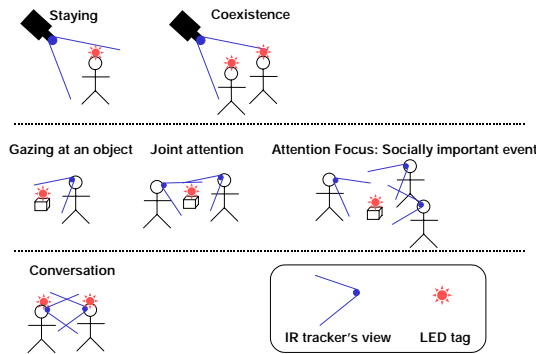 Staying
Coexistence
Gazing at an object
Joint attention
Attention Focus: Socially important event
Conversation
IR tracker's view
LED tag